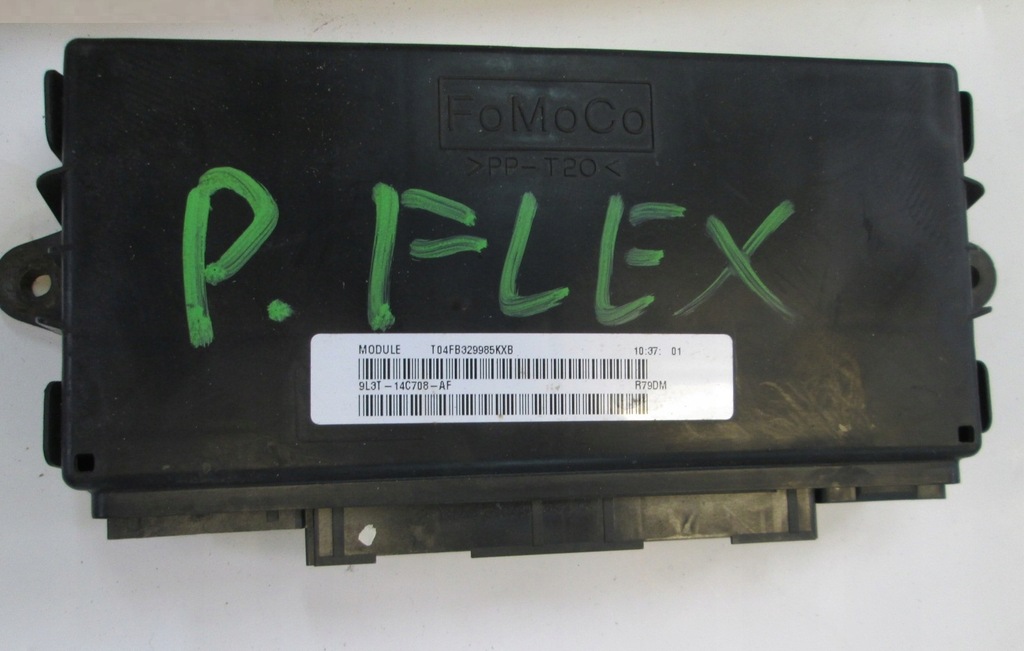 FoMoCo
>PP-T20<
P. FLEX
MODULE T04FB329985KXB 10:37: 01
9L3T-14C708-AF R79DM